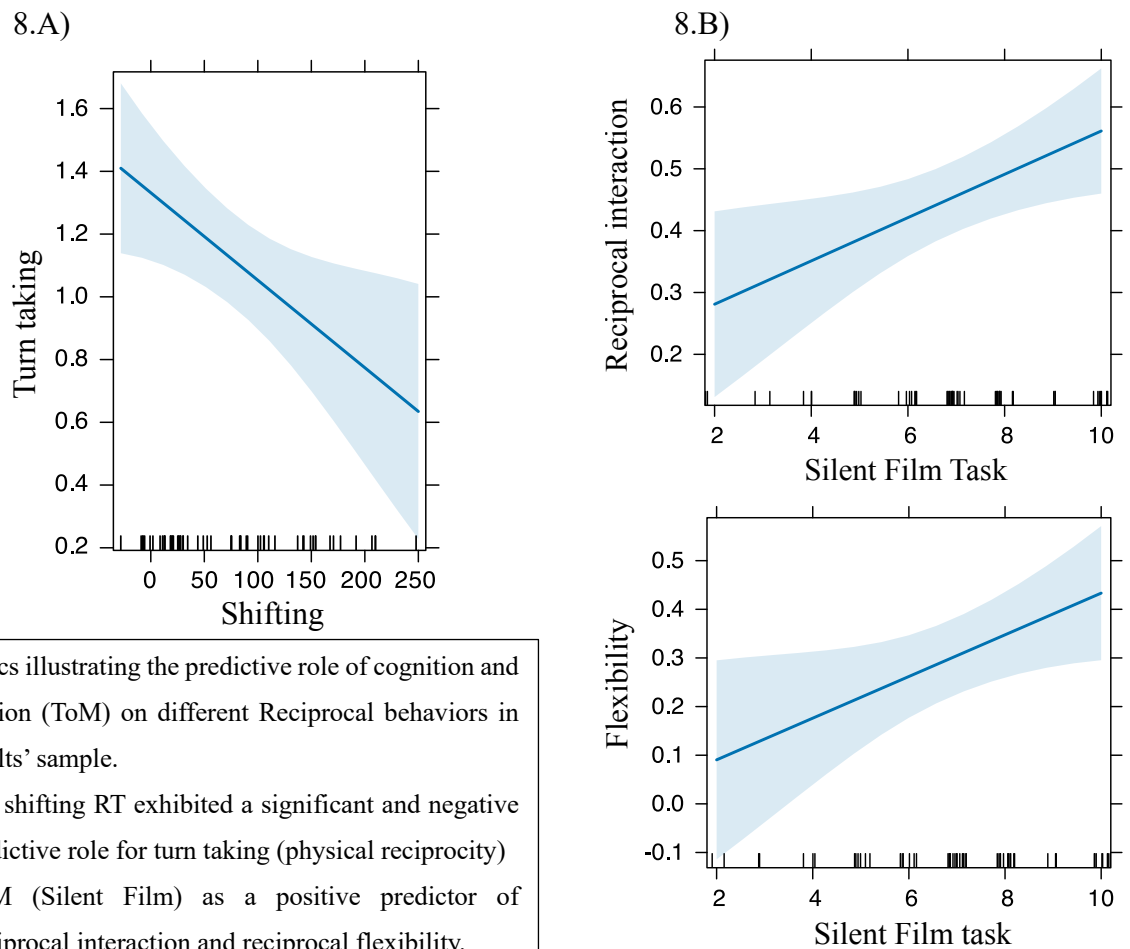 8.A)
8.B)
Turn taking
1.6
1.4
1.2
1.0
0.8
0.6
0.4
0.2
0 50 100 150 200 250
Shifting
Reciprocal interaction
0.6
0.5
0.4
0.3
0.2
2 4 6 8 10
Silent Film Task
Flexibility
0.5
0.4
0.3
0.2
0.1
0.0
-0.1
2 4 6 8 10
Silent Film task
illustrating the predictive role of cognition and
(ToM) on different Reciprocal behaviors in
sample.
shifting RT exhibited a significant and negative
role for turn taking (physical reciprocity)
(Silent Film) as a positive predictor of
interaction and reciprocal flexibility.